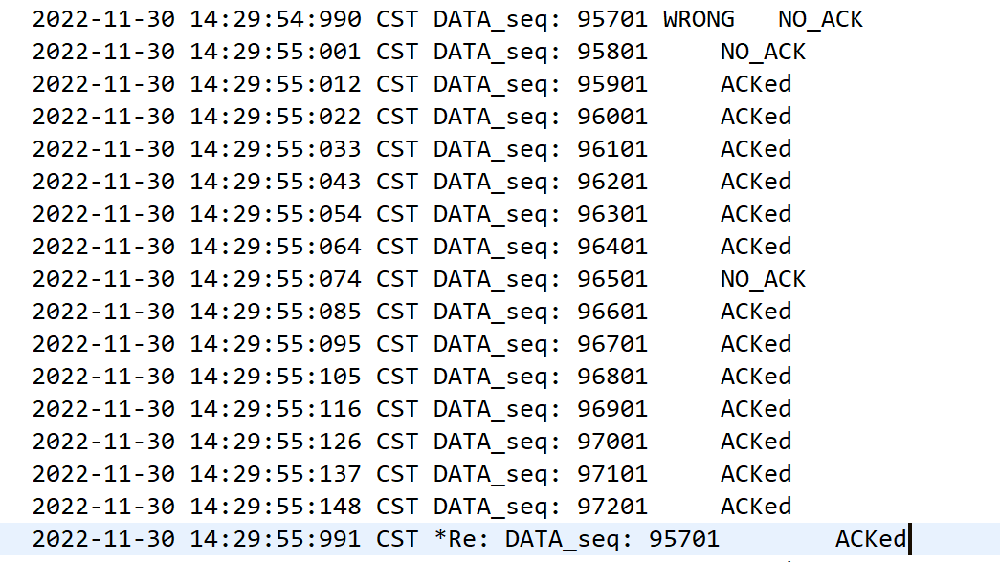 2022-11-30 14:29:54:990 CST DATA_seq: 95701 WRONG   NO_ACK
2022-11-30 14:29:55:001 CST DATA_seq: 95801     NO_ACK
2022-11-30 14:29:55:012 CST DATA_seq: 95901     ACKed
2022-11-30 14:29:55:022 CST DATA_seq: 96001     ACKed
2022-11-30 14:29:55:033 CST DATA_seq: 96101     ACKed
2022-11-30 14:29:55:043 CST DATA_seq: 96201     ACKed
2022-11-30 14:29:55:054 CST DATA_seq: 96301     ACKed
2022-11-30 14:29:55:064 CST DATA_seq: 96401     ACKed
2022-11-30 14:29:55:074 CST DATA_seq: 96501     NO_ACK
2022-11-30 14:29:55:085 CST DATA_seq: 96601     ACKed
2022-11-30 14:29:55:095 CST DATA_seq: 96701     ACKed
2022-11-30 14:29:55:105 CST DATA_seq: 96801     ACKed
2022-11-30 14:29:55:116 CST DATA_seq: 96901     ACKed
2022-11-30 14:29:55:126 CST DATA_seq: 97001     ACKed
2022-11-30 14:29:55:137 CST DATA_seq: 97101     ACKed
2022-11-30 14:29:55:148 CST DATA_seq: 97201     ACKed
2022-11-30 14:29:55:991 CST *Re: DATA_seq: 95701        ACKed